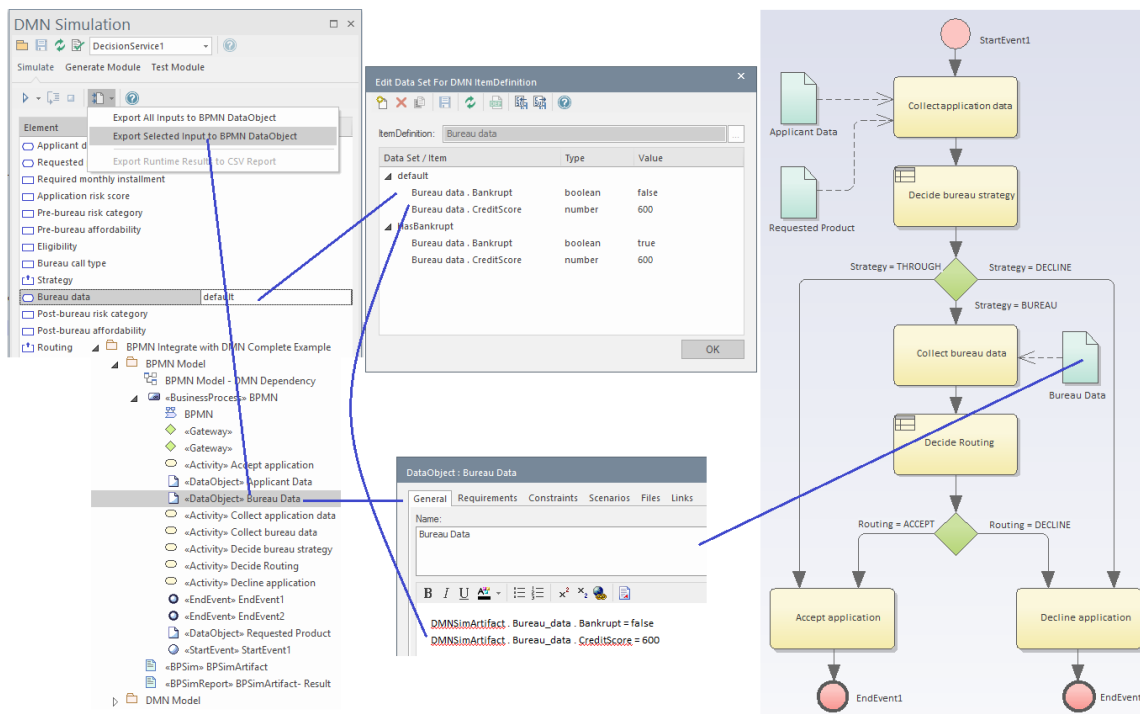 DMN Simulation
DecisionService1
Simulate Generate Module Test Module
Export All Inputs to BPMN DataObject
Export Selected Input to BPMN DataObject
Export Runtime Results to CSV Report
Element
Applicant d
Requested
Required monthly installment
Application risk score
Pre-bureau risk category
Pre-bureau affordability
Eligibility
Bureau call type
Strategy
Bureau data default
Post-bureau risk category
Post-bureau affordability
Routing
BPMN Integrate with DMN Complete Example
BPMN Model
BPMN Model - DMN Dependency
«BusinessProcess» BPMN
BPMN
«Gateway»
«Gateway»
«Activity» Accept application
«DataObject» Applicant Data
«DataObject» Bureau Data
«Activity» Collect application data
«Activity» Collect bureau data
«Activity» Decide bureau strategy
«Activity» Decide Routing
«Activity» Decline application
«EndEvent» EndEvent1
«EndEvent» EndEvent2
«DataObject» Requested Product
«StartEvent» StartEvent1
«BPSim» BPSimArtifact
«BPSimReport» BPSimArtifact- Result
DMN Model
Edit Data Set For DMN ItemDefinition
ItemDefinition: Bureau data ...
Data Set / Item Type Value
default
Bureau data . Bankrupt boolean false
Bureau data . CreditScore number 600
HasBankrupt
Bureau data . Bankrupt boolean true
Bureau data . CreditScore number 600
OK
DataObject : Bureau Data
General Requirements Constraints Scenarios Files Links
Name:
Bureau Data
DMNSimArtifact . Bureau_data . Bankrupt = false
DMNSimArtifact . Bureau_data . CreditScore = 600
StartEvent1
Collect application data
Applicant Data
Decide bureau strategy
Requested Product
Strategy = THROUGH
Strategy = DECLINE
Strategy = BUREAU
Collect bureau data
Bureau Data
Decide Routing
Routing = ACCEPT
Routing = DECLINE
Accept application
Decline application
EndEvent1
EndEvent